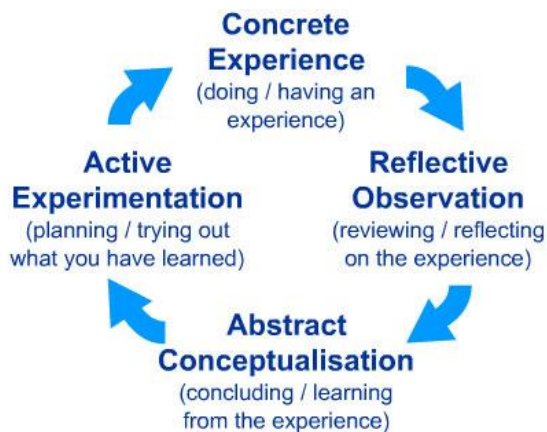 Concrete
Experience
(doing / having an
experience)
Reflective
Observation
(reviewing / reflecting
on the experience)
Abstract
Conceptualisation
(concluding / learning
from the experience)
Active
Experimentation
(planning / trying out
what you have learned)